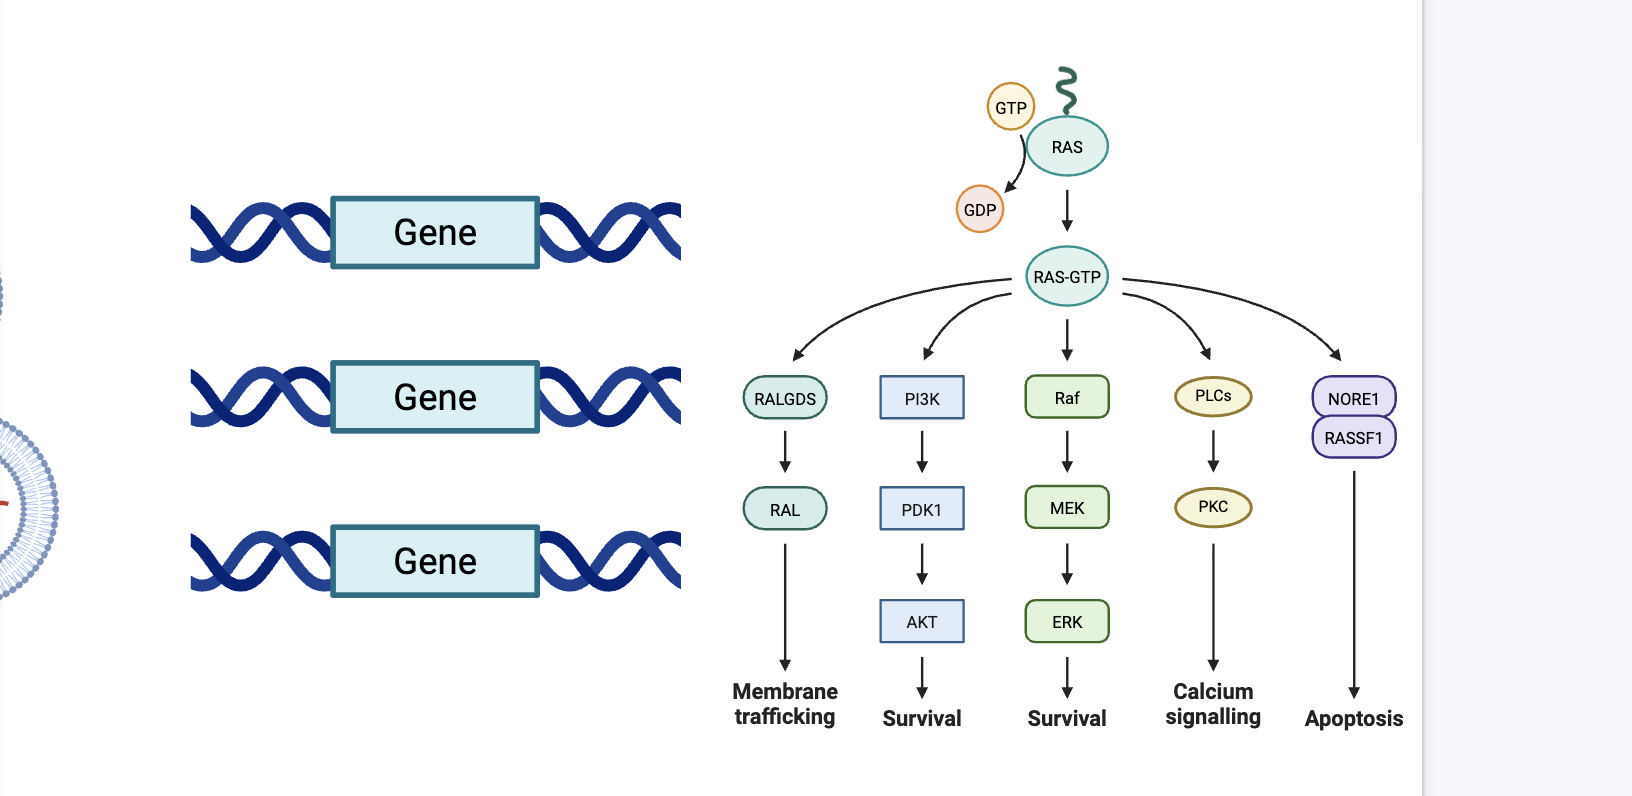 Gene
Gene
Gene
GTP
RAS
GDP
RAS-GTP
RALGDS
PI3K
Raf
PLCs
NORE1
RASSF1
RAL
PDK1
MEK
PKC
AKT
ERK
Membrane
trafficking
Survival
Survival
Calcium
signalling
Apoptosis